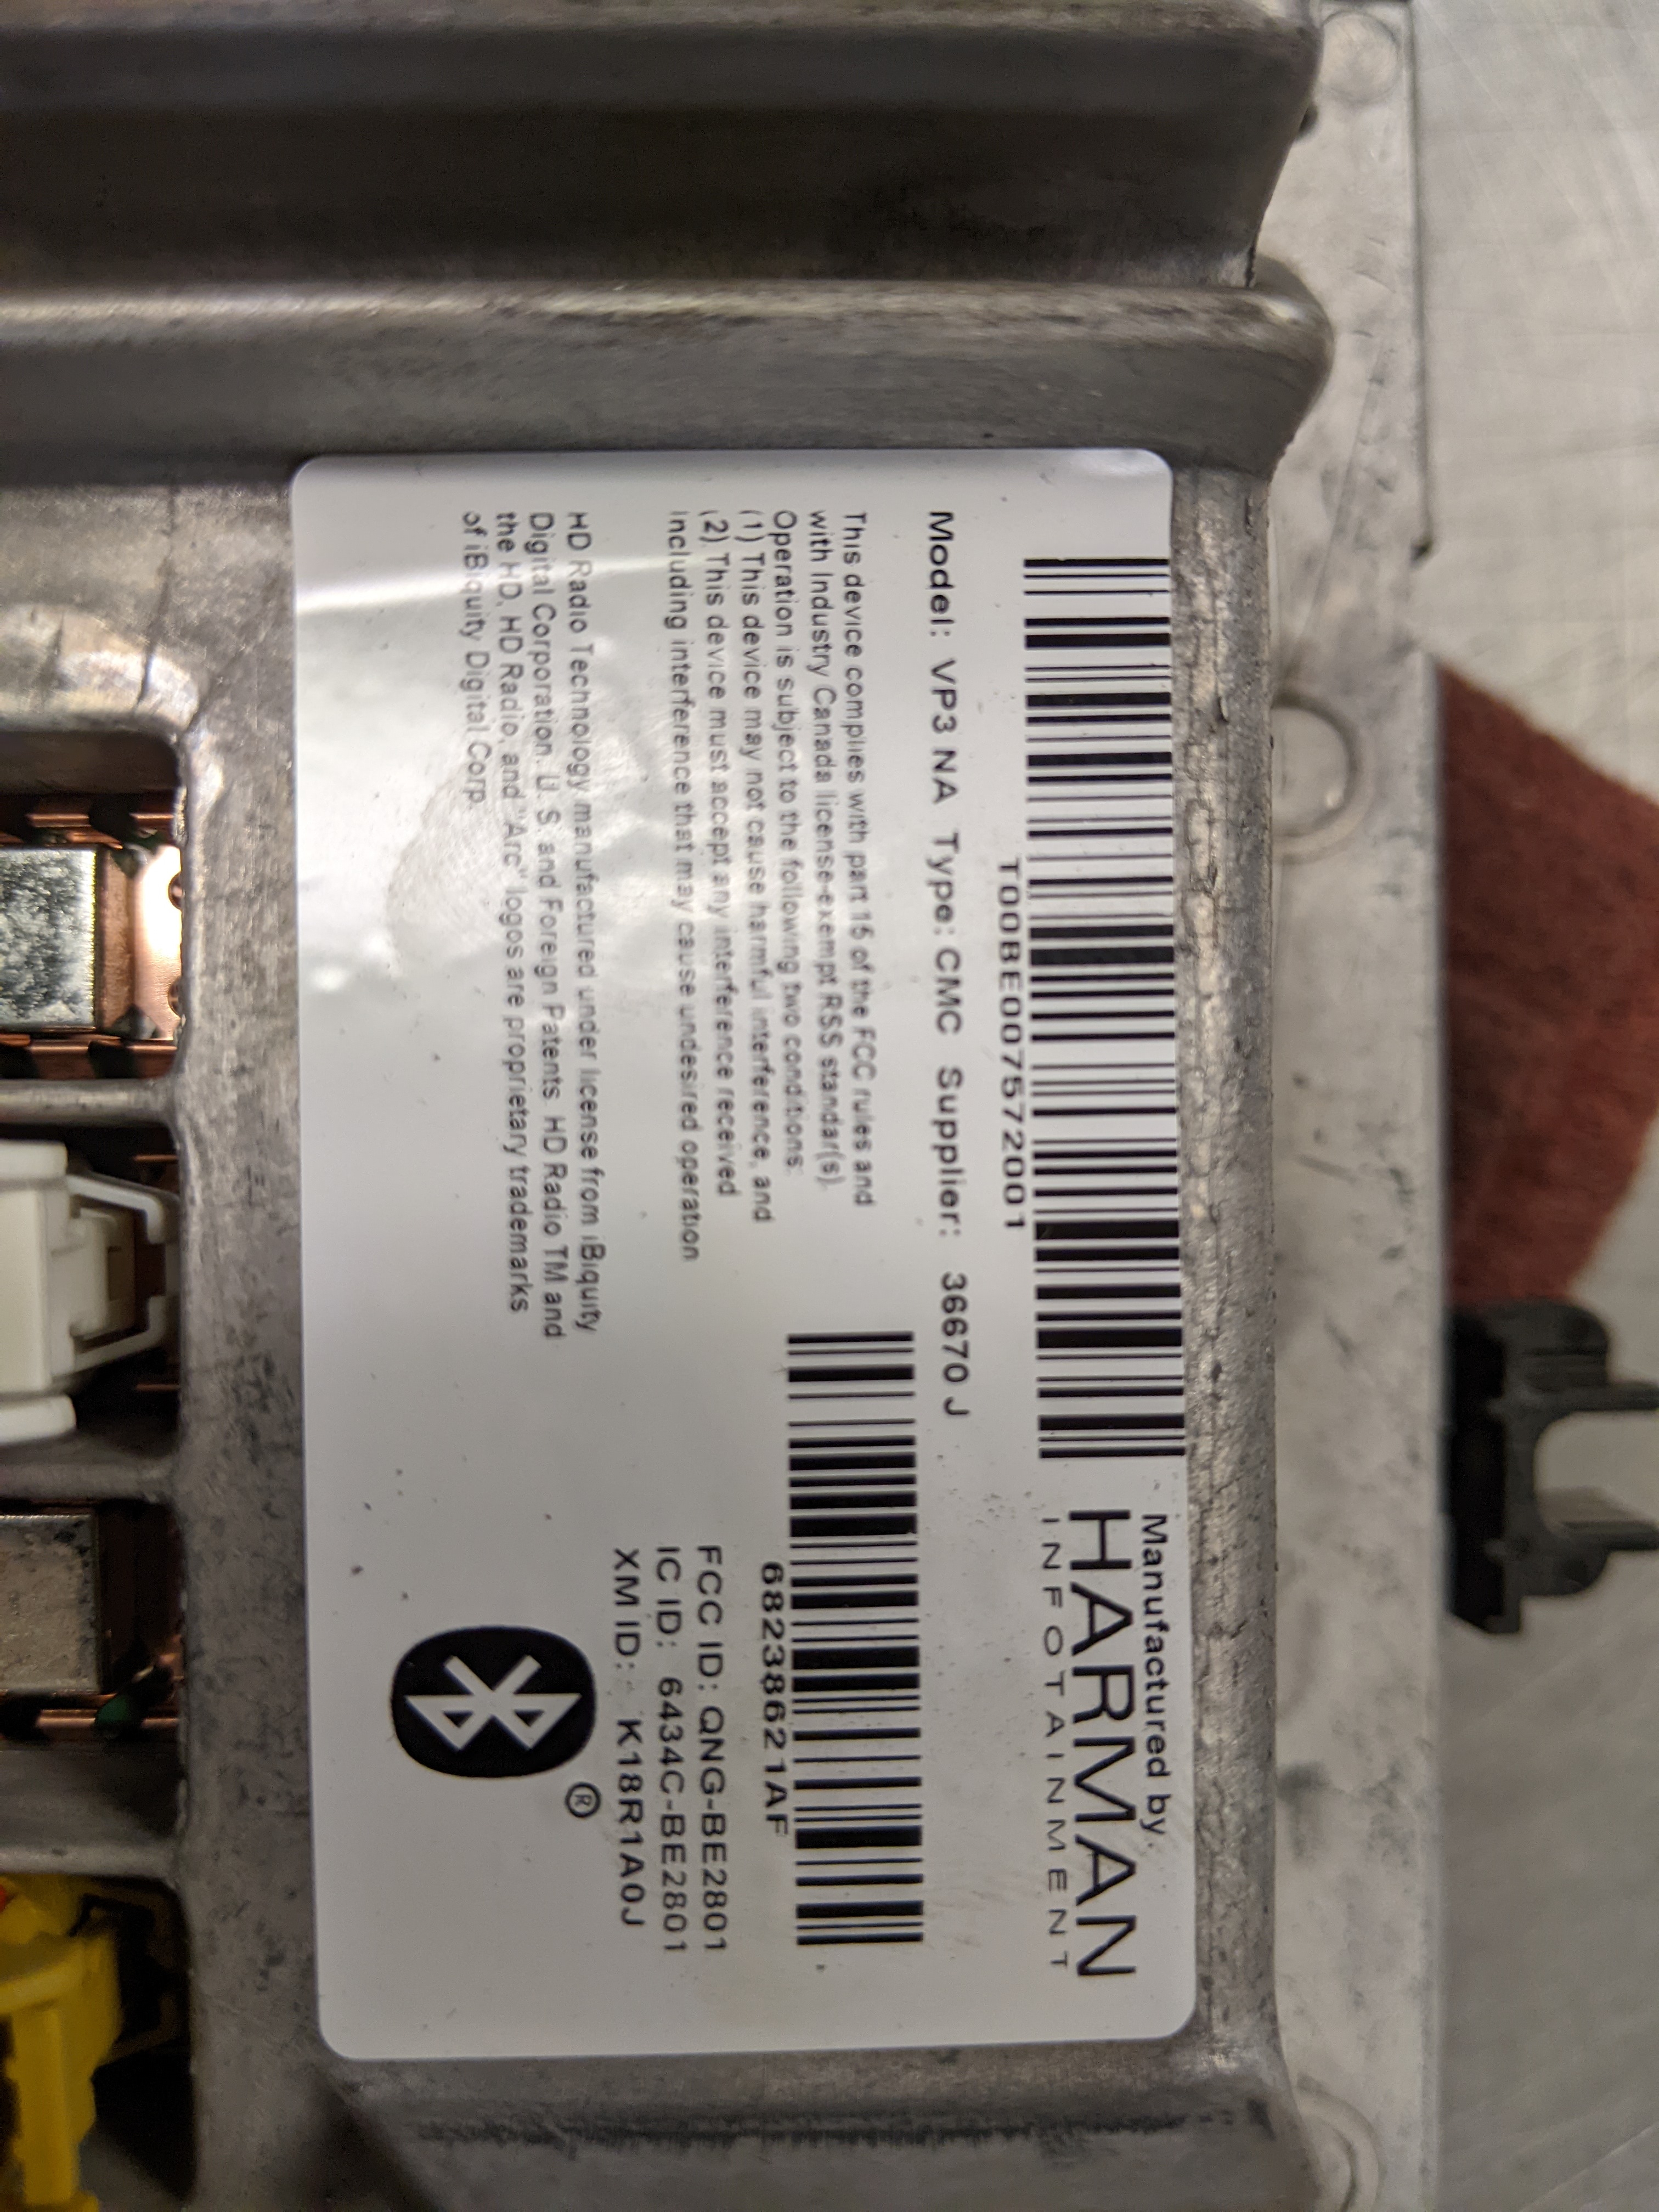 T00BE007572001
Manufactured by.
HARMAN
INFOTAINMENT
Model: VP3 NA Type: CMC Supplier: 36670 J
This device complies with part 15 of the FCC rules and
with Industry Canada license-exempt RSS standar(s).
Operation is subject to the following two conditions:
(1) This device may not cause harmful interference, and
(2) This device must accept any interference received
including interference that may cause undesired operation
68238621AF
FCC ID: QNG-BE2801
IC ID: 6434C-BE2801
XM ID: K18R1A0J
HD Radio Technology manufactured under license from iBiquity
Digital Corporation. U. S. and Foreign Patents. HD Radio TM and
the HD, HD Radio, and "Arc" logos are proprietary trademarks
of iBiquity Digital Corp.
®